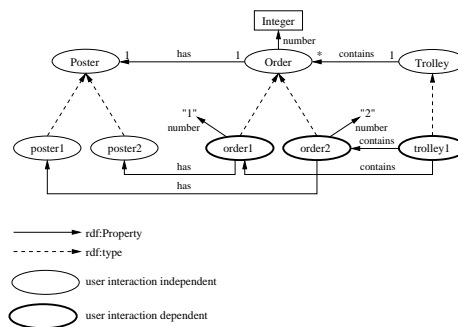 Integer
number
1 has 1 * contains 1
Poster Order Trolley
"1" "2"
number number
poster1 poster2 order1 order2 contains trolley1
has contains
has
rdf:Property
rdf:type
user interaction independent
user interaction dependent